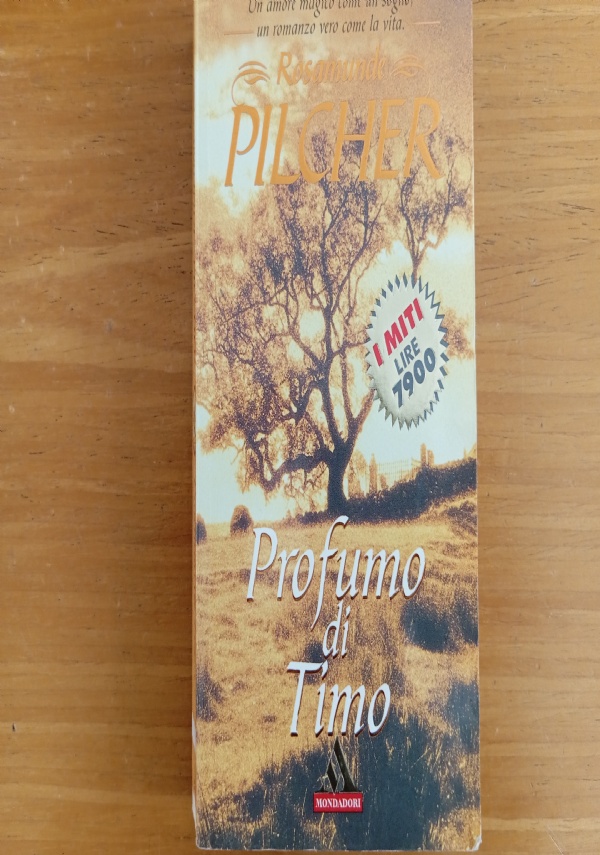 Un amore magico come un sogno,
un romanzo vero come la vita.
Rosamunde
PILCHER
I MITI
LIRE
7900
Profumo
di
Timo
MONDADORI